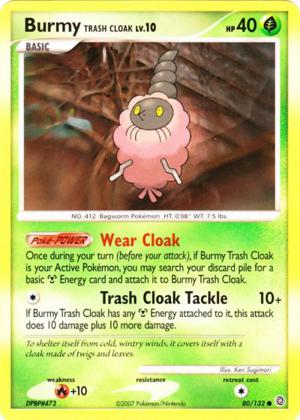 Burmy TRASH CLOAK LV.10 HP 40
BASIC
NO. 412 Bagworm Pokémon HT: 0'08" WT: 7.5 lbs.
Poké-POWER Wear Cloak
Once during your turn (before your attack), if Burmy Trash Cloak
is your Active Pokémon, you may search your discard pile for a
basic Energy card and attach it to Burmy Trash Cloak.
Trash Cloak Tackle 10+
If Burmy Trash Cloak has any Energy attached to it, this attack
does 10 damage plus 10 more damage.
To shelter itself from cold, wintry winds, it covers itself with a
cloak made of twigs and leaves.
Illus. Ken Sugimori
weakness resistance retreat cost
+10
DPBP#473 ©2007 Pokémon/Nintendo 80/132